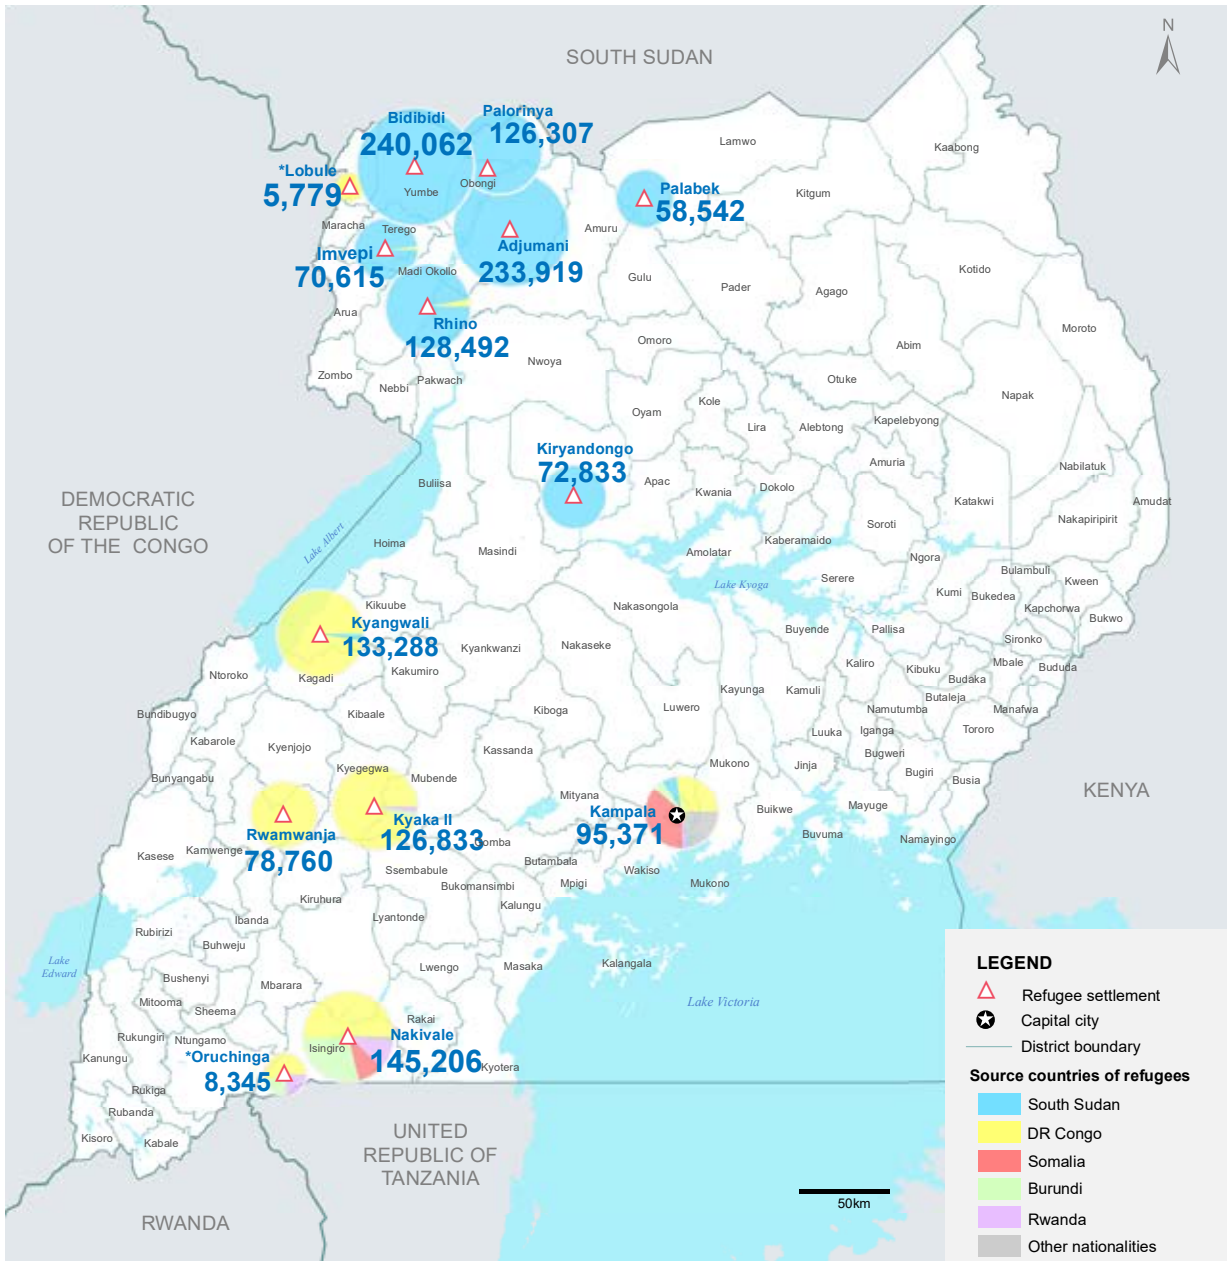 N
SOUTH SUDAN
Bidibidi
240,062
Palorinya
126,307
Lamwo
Kaabong
*Lobule
5,779
Yumbe
Obongi
Palabek
58,542
Kitgum
Maracha
Terego
Amuru
Imvepi
70,615
Adjumani
233,919
Madi Okollo
Gulu
Pader
Agago
Kotido
Arua
Rhino
128,492
Omoro
Abim
Moroto
Nwoya
Zombo
Nebbi
Pakwach
Otuke
Napak
Oyam
Kole
Lira
Alebtong
Kapelebyong
Kiryandongo
72,833
Apac
Kwania
Dokolo
Amuria
Nabilatuk
Buliisa
Katakwi
Amudat
Nakapiripirit
DEMOCRATIC
REPUBLIC
OF THE CONGO
Lake Albert
Hoima
Masindi
Amolatar
Kaberamaido
Soroti
Ngora
Lake Kyoga
Serere
Kumi
Bukedea
Bulambuli
Kween
Kapchorwa
Bukwo
Kikuube
Kyangwali
133,288
Nakasongola
Buyende
Pallisa
Sironko
Ntoroko
Kagadi
Kakumiro
Kyankwanzi
Nakaseke
Kaliro
Kibuku
Budaka
Mbale
Bududa
Butaleja
Bundibugyo
Kibaale
Kiboga
Luwero
Kayunga
Kamuli
Namutumba
Manafwa
Kabarole
Kyenjojo
Kassanda
Luuka
Iganga
Tororo
Bugweri
Bunyangabu
Kyegegwa
Mubende
Mukono
Jinja
Bugiri
Busia
KENYA
Mityana
Kampala
95,371
Buikwe
Mayuge
Buvuma
Namayingo
Rwamwanja
78,760
Kyaka II
126,833
Gomba
Kasese
Kamwenge
Ssembabule
Butambala
Wakiso
Bukomansimbi
Mpigi
Mukono
Kiruhura
Kalungu
Ibanda
Lyantonde
Rubirizi
Buhweju
Lake
Edward
Bushenyi
Mbarara
Lwengo
Masaka
Kalangala
Mitooma
Sheema
Lake Victoria
Rakai
Rukungiri
Ntungamo
Isingiro
Nakivale
145,206
Kyotera
Kanungu
*Oruchinga
8,345
Rukiga
Rubanda
Kisoro
Kabale
UNITED
REPUBLIC OF
TANZANIA
RWANDA
50km
LEGEND
Refugee settlement
Capital city
District boundary
Source countries of refugees
South Sudan
DR Congo
Somalia
Burundi
Rwanda
Other nationalities